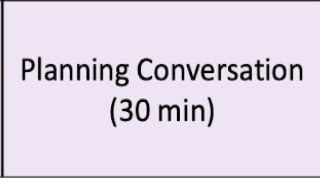 Planning Conversation
(30 min)